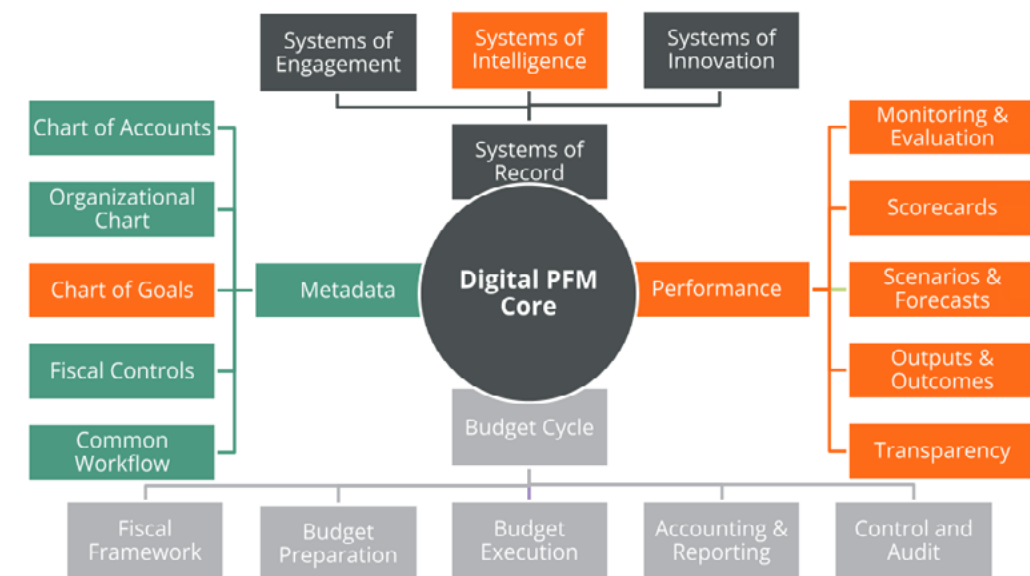 Systems of
Engagement
Systems of
Intelligence
Systems of
Innovation
Systems of
Record
Chart of Accounts
Organizational
Chart
Chart of Goals
Fiscal Controls
Common
Workflow
Metadata
Digital PFM
Core
Performance
Monitoring &
Evaluation
Scorecards
Scenarios &
Forecasts
Outputs &
Outcomes
Transparency
Budget Cycle
Fiscal
Framework
Budget
Preparation
Budget
Execution
Accounting &
Reporting
Control and
Audit